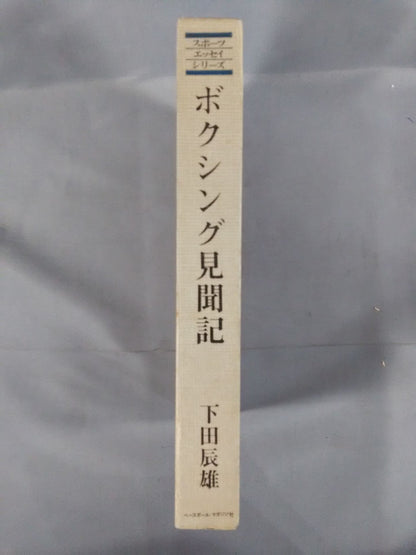 スポーツ
エッセイ
シリーズ
ボクシング見聞記
下田辰雄
ベースボール・マガジン社